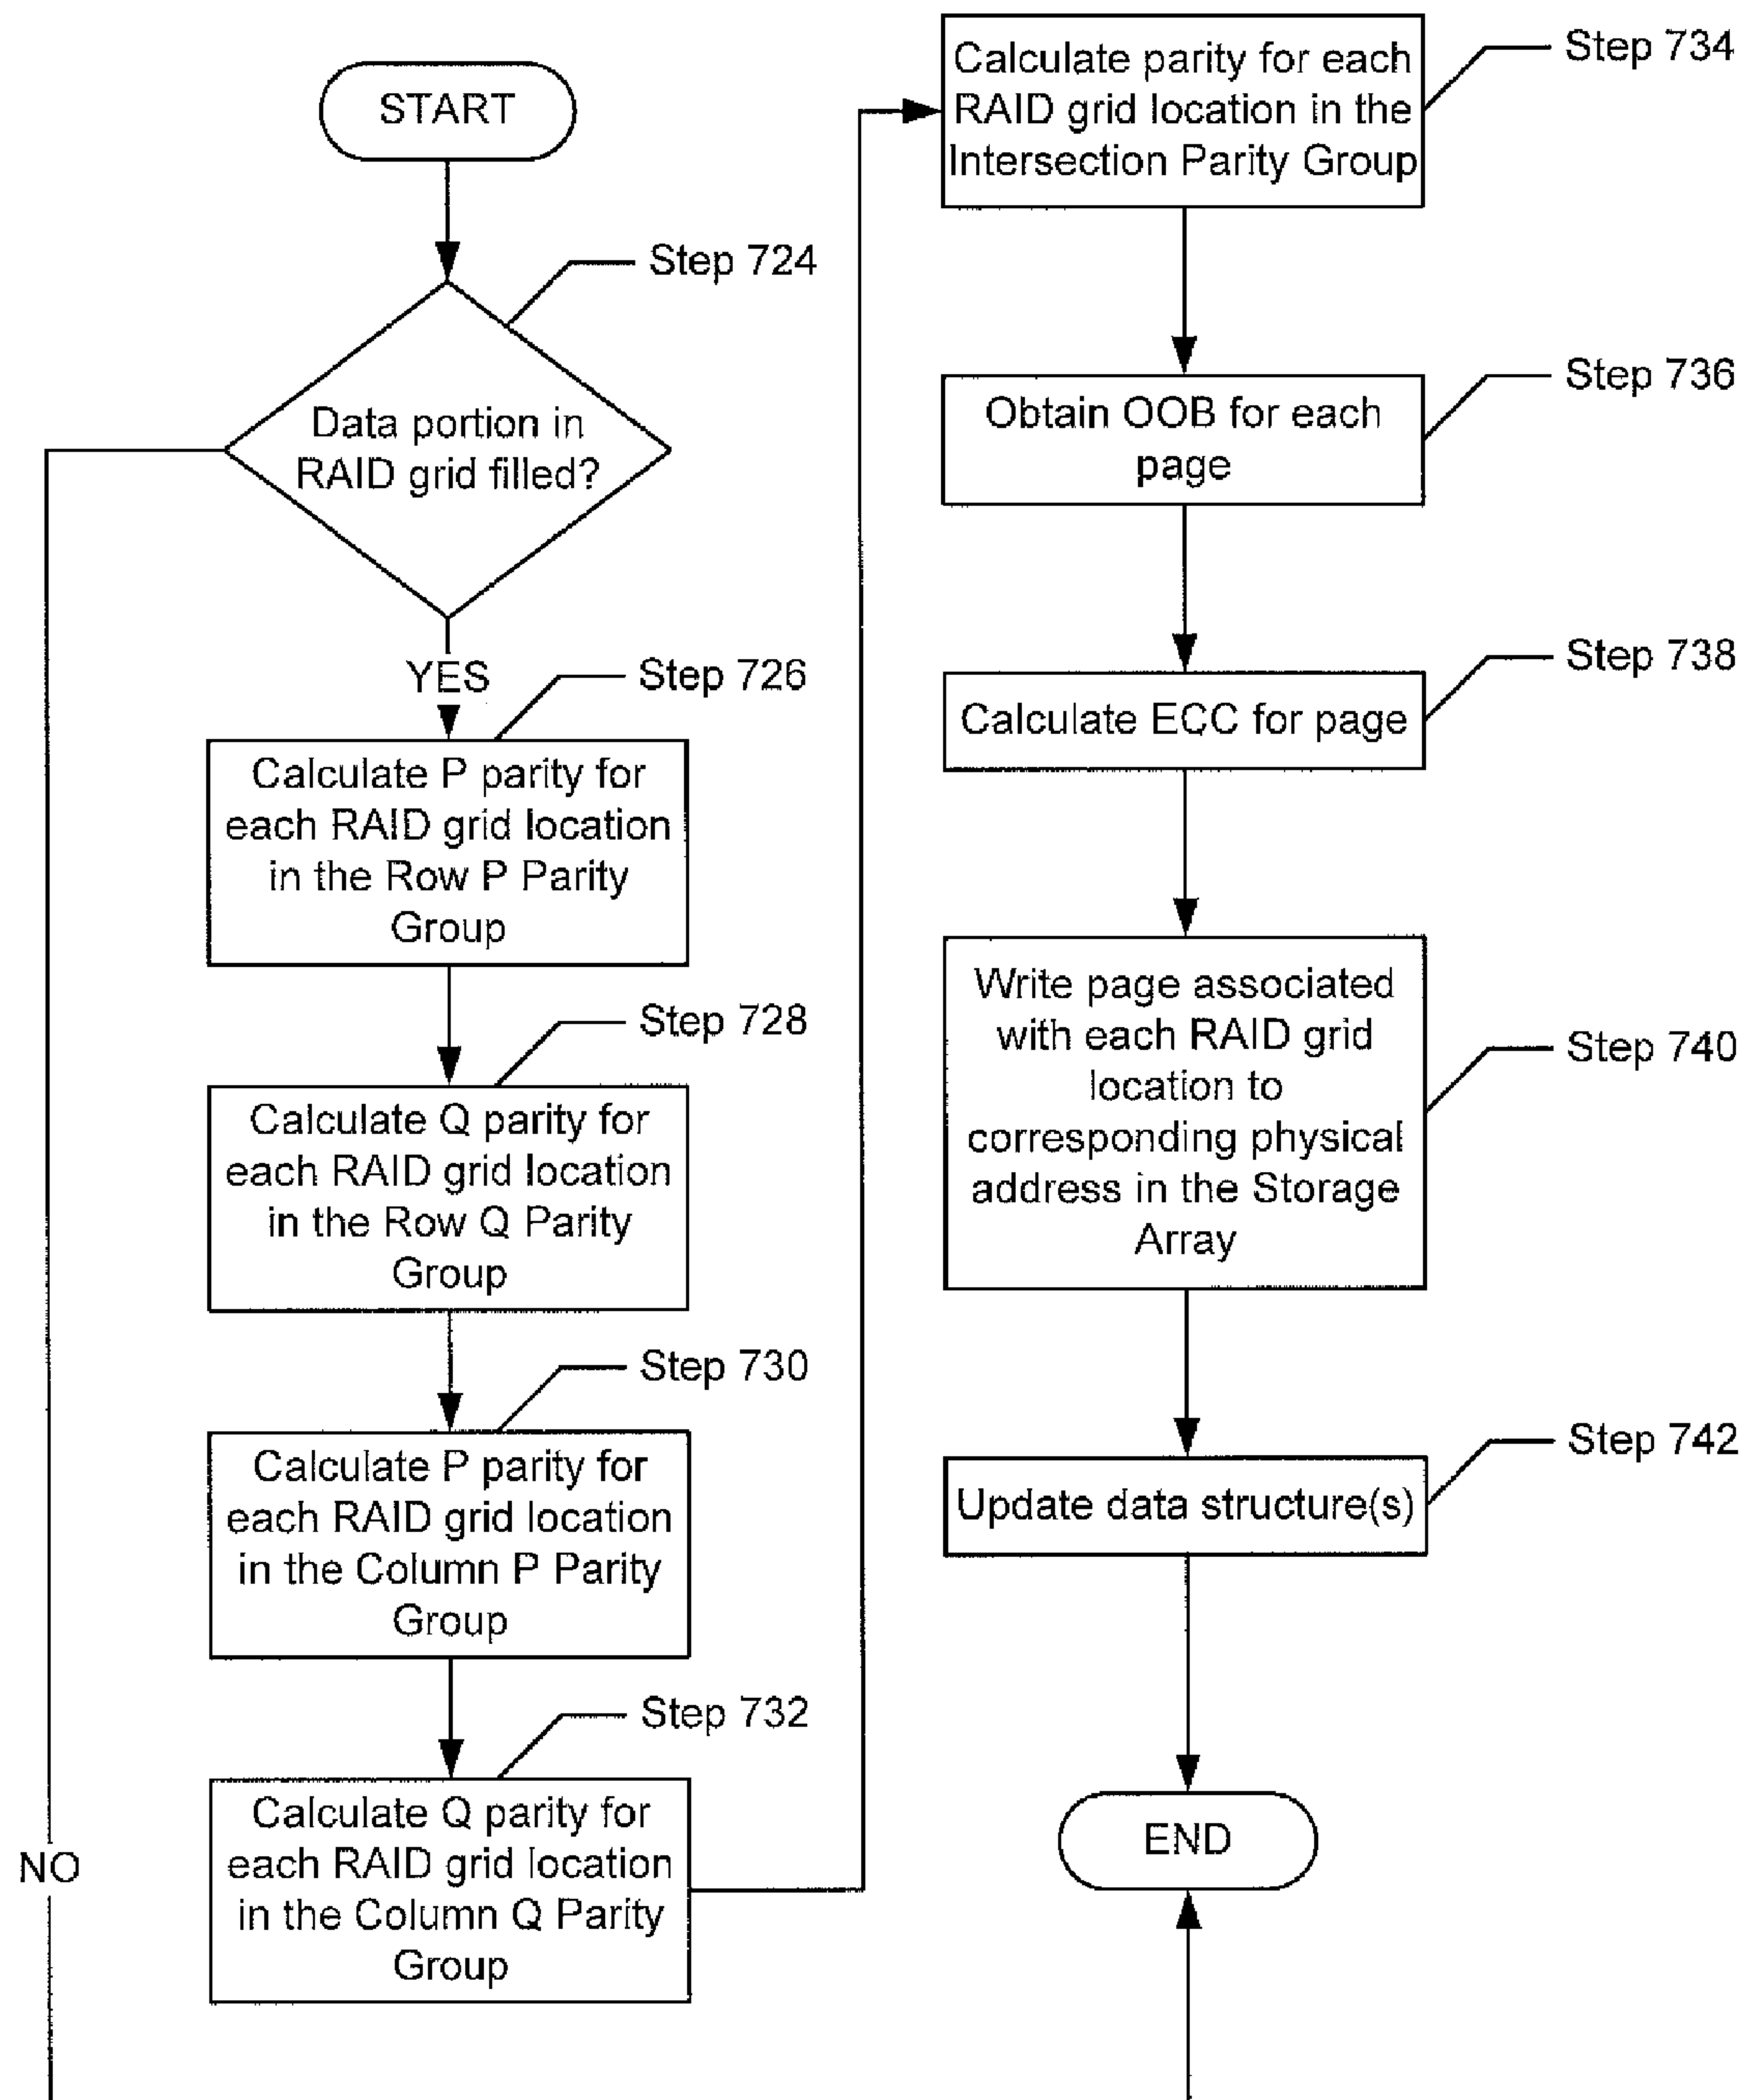 START
Step 724
Data portion in
RAID grid filled?
YES
NO
Step 726
Calculate P parity for
each RAID grid location
in the Row P Parity
Group
Step 728
Calculate Q parity for
each RAID grid location
in the Row Q Parity
Group
Step 730
Calculate P parity for
each RAID grid location
in the Column P Parity
Group
Step 732
Calculate Q parity for
each RAID grid location
in the Column Q Parity
Group
Step 734
Calculate parity for each
RAID grid location in the
Intersection Parity Group
Step 736
Obtain OOB for each
page
Step 738
Calculate ECC for page
Step 740
Write page associated
with each RAID grid
location to
corresponding physical
address in the Storage
Array
Step 742
Update data structure(s)
END